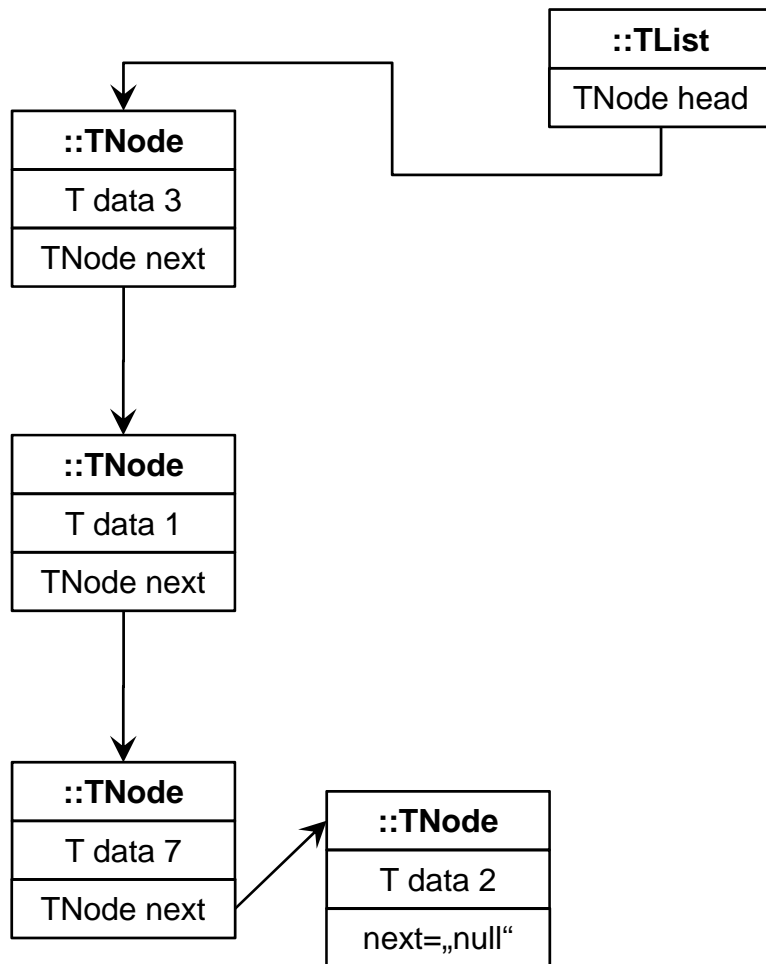 ::TList
TNode head
::TNode
T data 3
TNode next
::TNode
T data 1
TNode next
::TNode
T data 7
TNode next
::TNode
T data 2
next=„null“